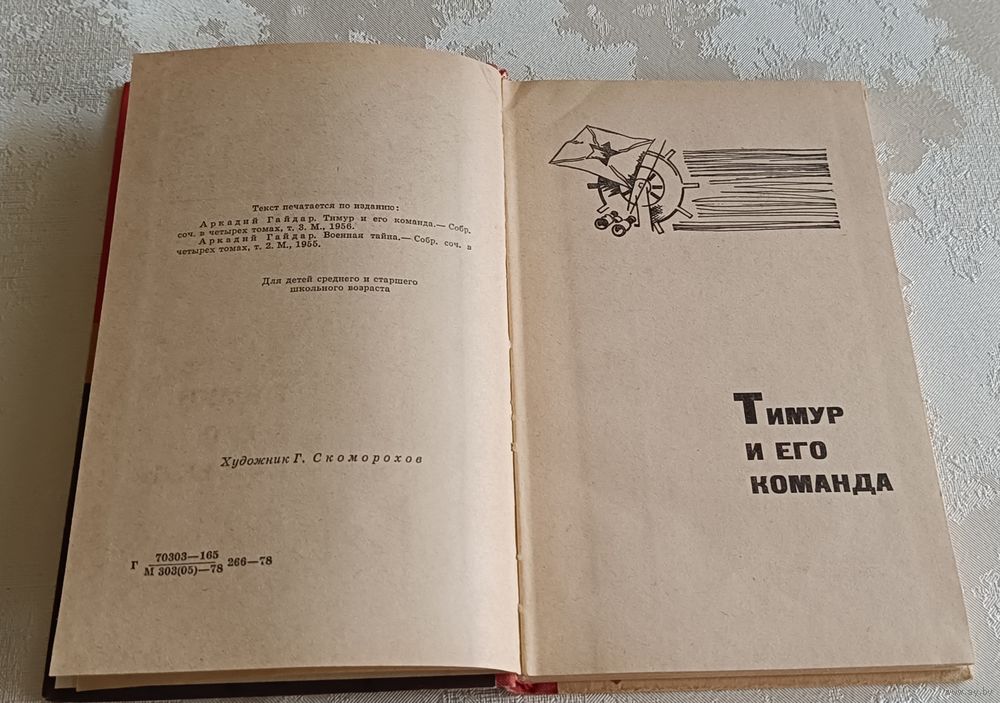 Текст печатается по изданию:
Аркадий Гайдар. Тимур и его команда.— Собр.
соч. в четырех томах, т. 3. М., 1956.
Аркадий Гайдар. Военная тайна.— Собр. соч. в
четырех томах, т. 2. М., 1955.
Для детей среднего и старшего
школьного возраста
Художник Г. Скоморохов
Г 70303—165
М 303(05)—78 266—78
Тимур
и его
команда